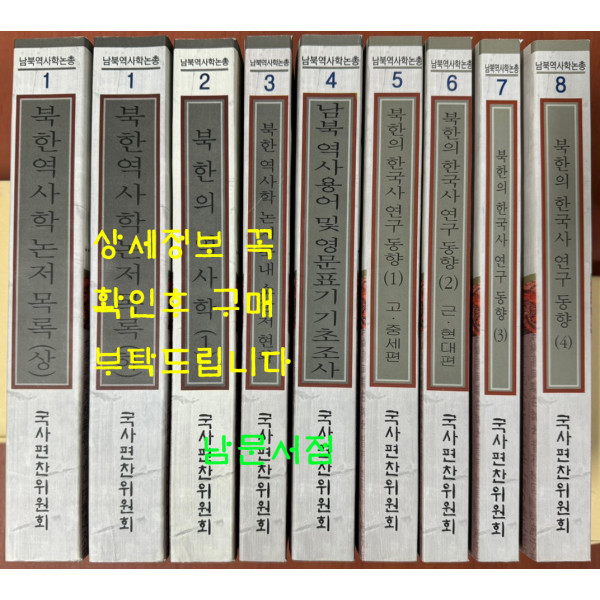 남북역사학논총
1
북한역사학논저목록(상)
국사편찬위원회
남북역사학논총
1
북한역사학논저목록
국사편찬위원회
남북역사학논총
2
북한의
사학(1)
국사편찬위원회
남북역사학논총
3
북한 역사학 논
내
저현
국사편찬위원회
남북역사학논총
4
남북 역사용어 및 영문표기 기초조사
국사편찬위원회
남북역사학논총
5
북한의 한국사 연구 동향(1) 고·중세편
국사편찬위원회
남북역사학논총
6
북한의 한국사 연구 동향(2) 근·현대편
국사편찬위원회
남북역사학논총
7
북한의 한국사 연구 동향(3)
국사편찬위원회
남북역사학논총
8
북한의 한국사 연구 동향(4)
국사편찬위원회
상세정보 꼭
확인후 구매
부탁드립니다
남문서점